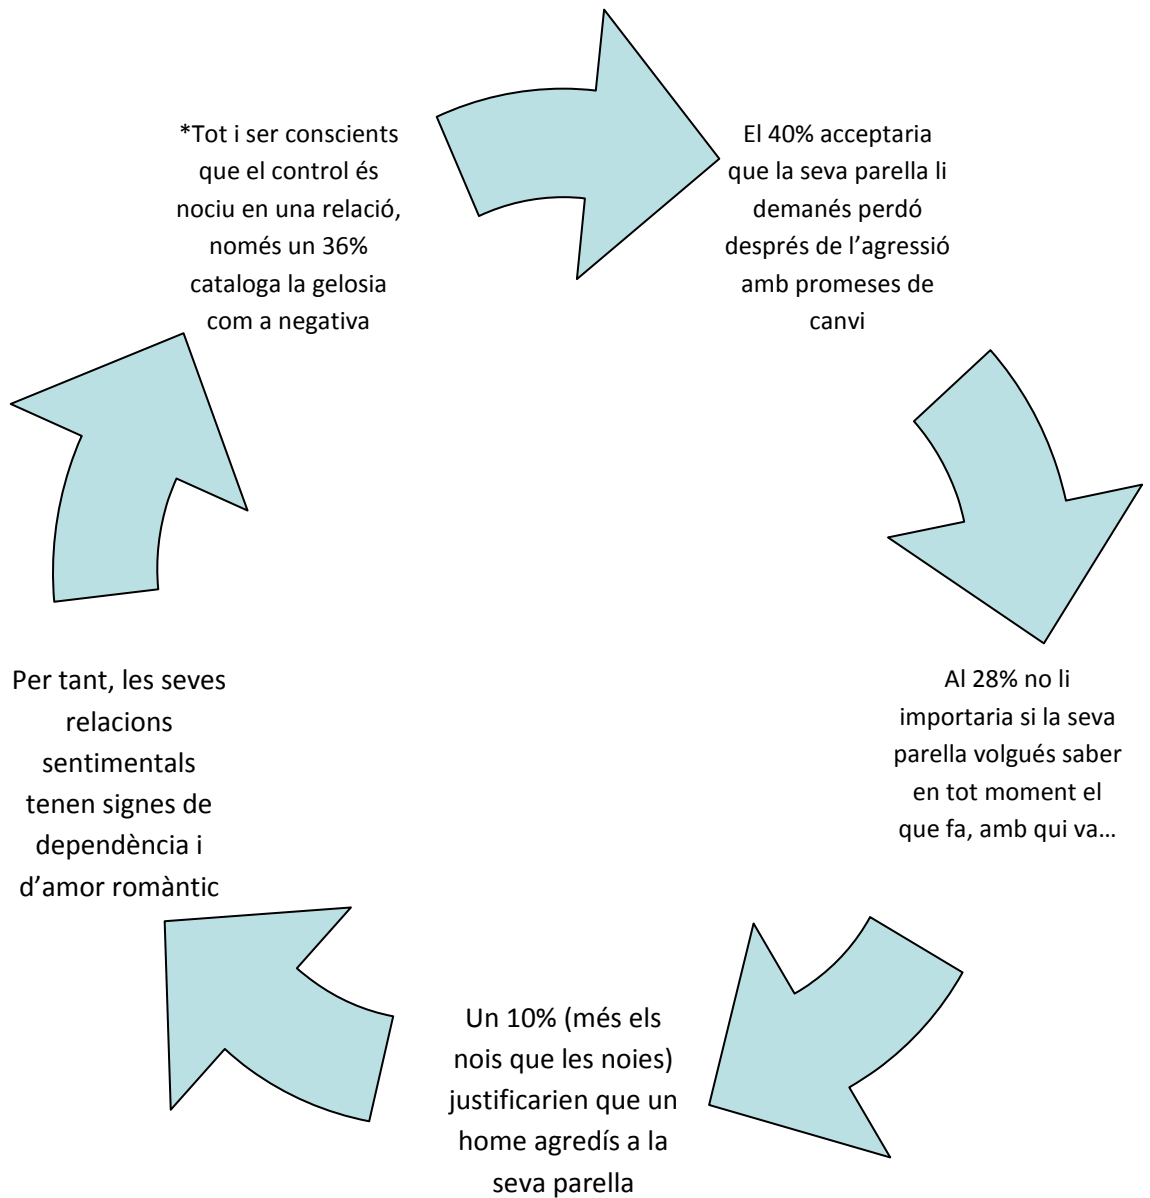 *Tot i ser conscients
que el control és
nociu en una relació,
només un 36%
cataloga la gelosia
com a negativa
El 40% acceptaria
que la seva parella li
demanés perdó
després de l’agressió
amb promeses de
canvi
Al 28% no li
importaria si la seva
parella volgués saber
en tot moment el
que fa, amb qui va…
Un 10% (més els
nois que les noies)
justificarien que un
home agredís a la
seva parella
Per tant, les seves
relacions
sentimentals
tenen signes de
dependència i
d’amor romàntic